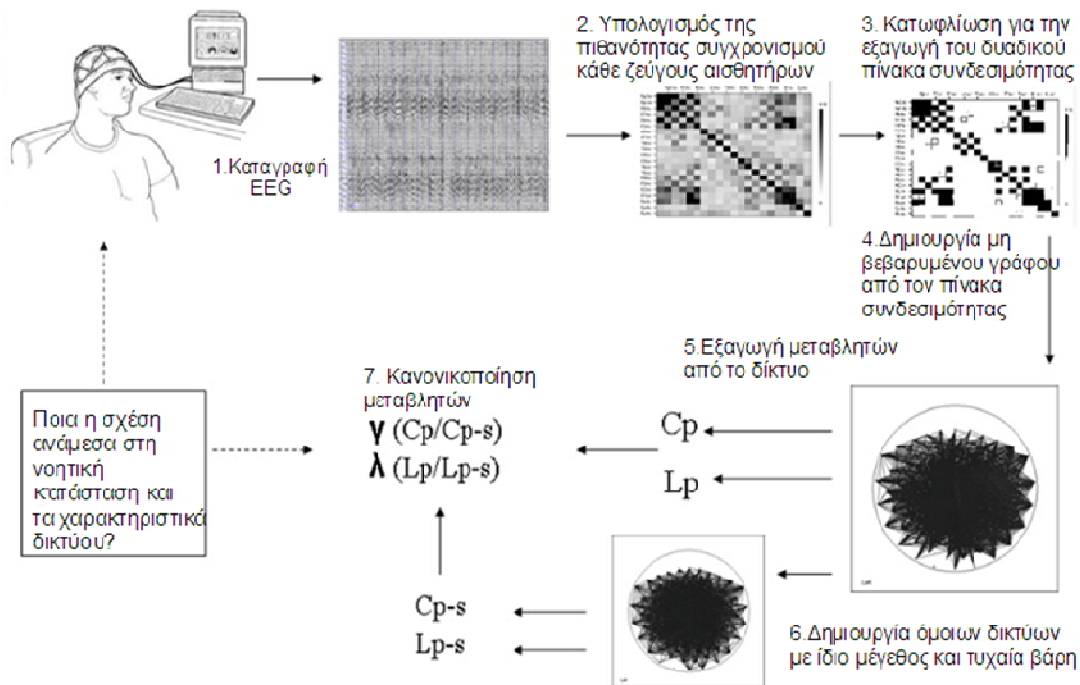 1.Καταγραφή
EEG
2. Υπολογισμός της
πιθανότητας συγχρονισμού
κάθε ζεύγους αισθητήρων
3. Κατωφλίωση για την
εξαγωγή του δυαδικού
πίνακα συνδεσιμότητας
4.Δημιουργία μη
βεβαρυμένου γράφου
από τον πίνακα
συνδεσιμότητας
5.Εξαγωγή μεταβλητών
από το δίκτυο
Cp
Lp
6.Δημιουργία όμοιων δικτύων
με ίδιο μέγεθος και τυχαία βάρη
Cp-s
Lp-s
7. Κανονικοποίηση
μεταβλητών
γ (Cp/Cp-s)
λ (Lp/Lp-s)
Ποια η σχέση
ανάμεσα στη
νοητική
κατάσταση και
τα χαρακτηριστικά
δικτύου?